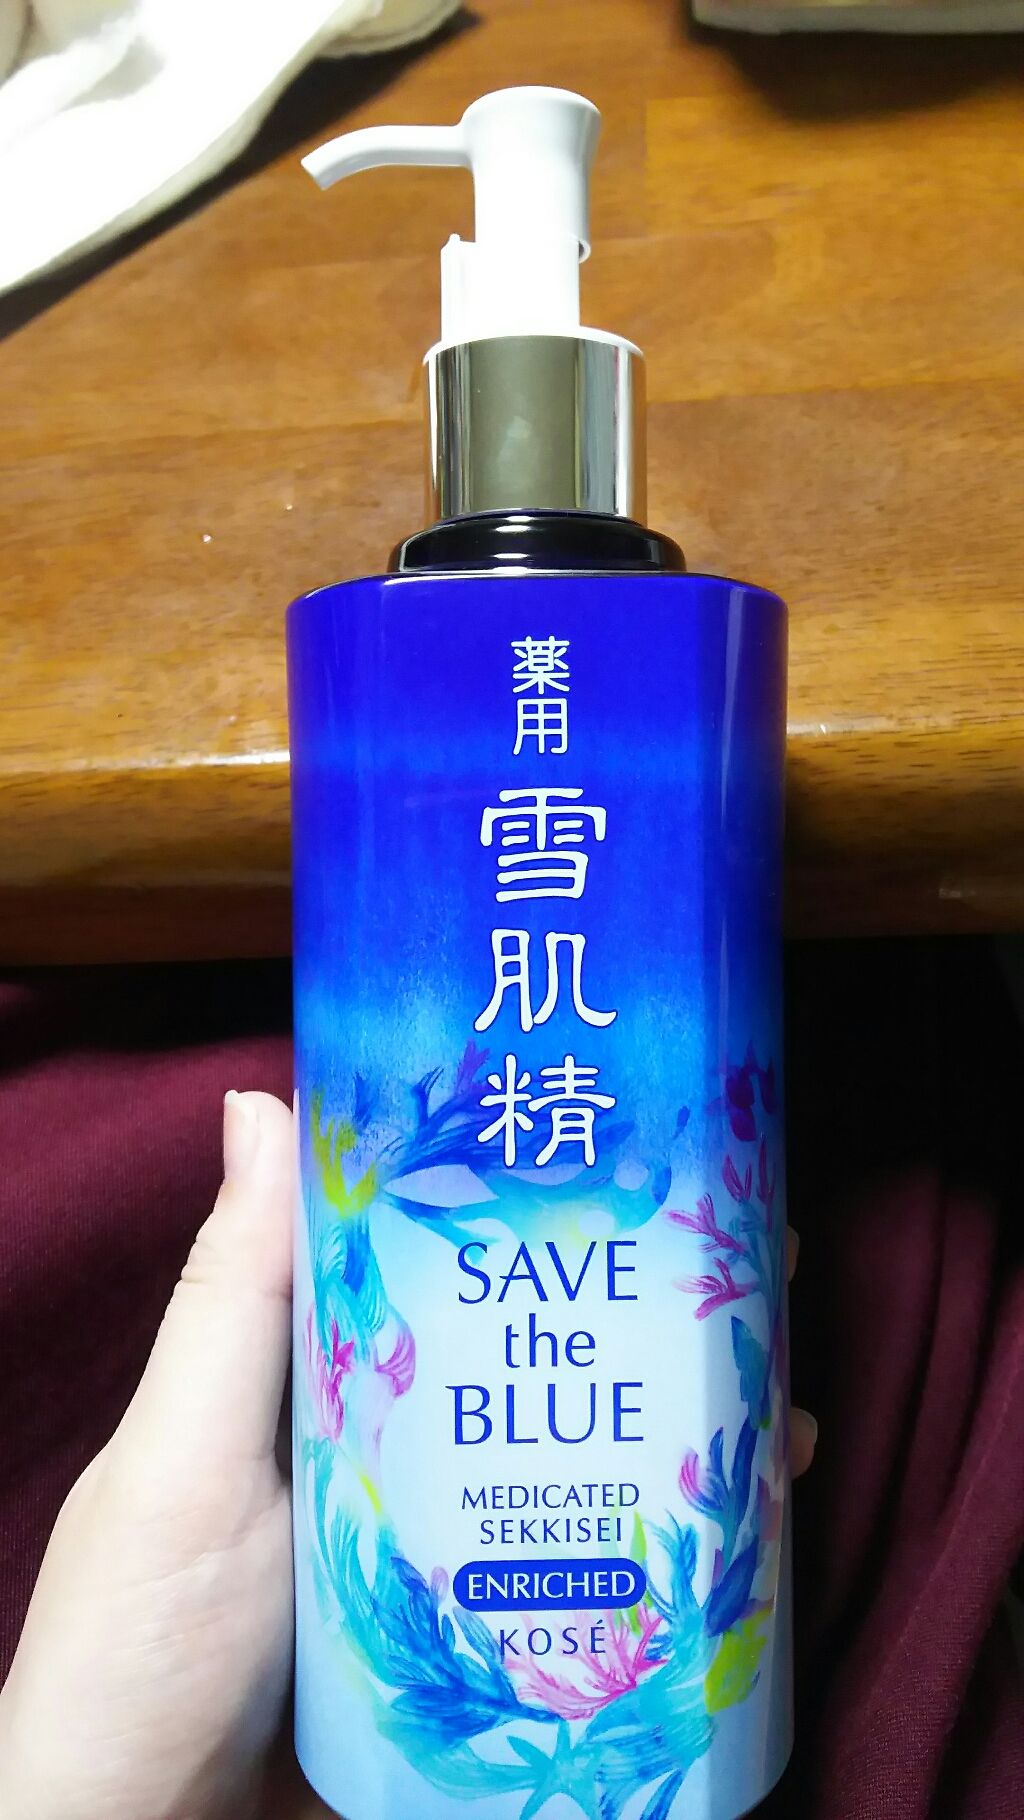 薬用
雪肌精
SAVE
the
BLUE
MEDICATED
SEKKISEI
ENRICHED
KOSÉ